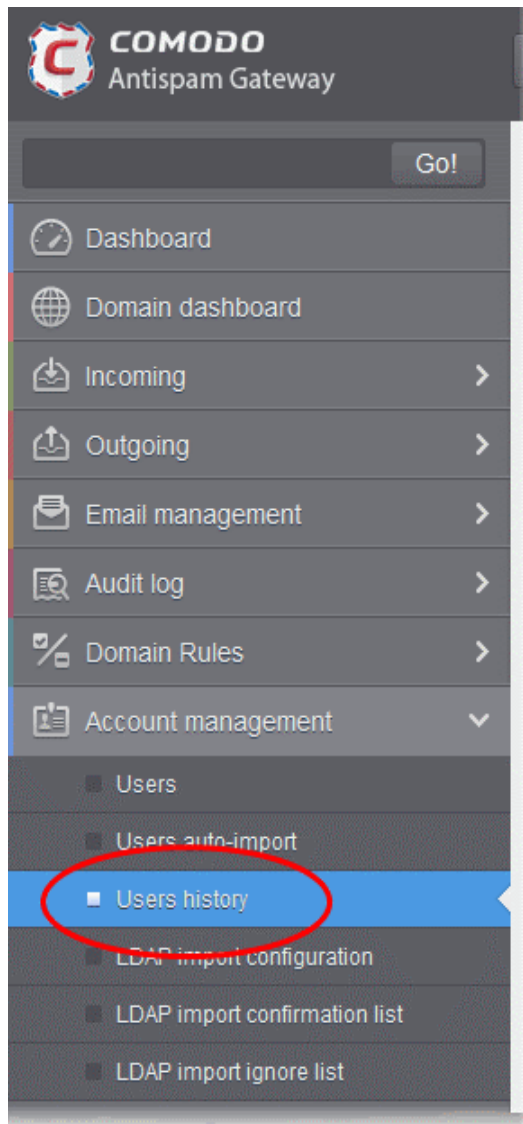 COMODO
Antispam Gateway
Go!
Dashboard
Domain dashboard
Incoming
Outgoing
Email management
Audit log
Domain Rules
Account management
Users
Users auto-import
Users history
LDAP import configuration
LDAP import confirmation list
LDAP import ignore list